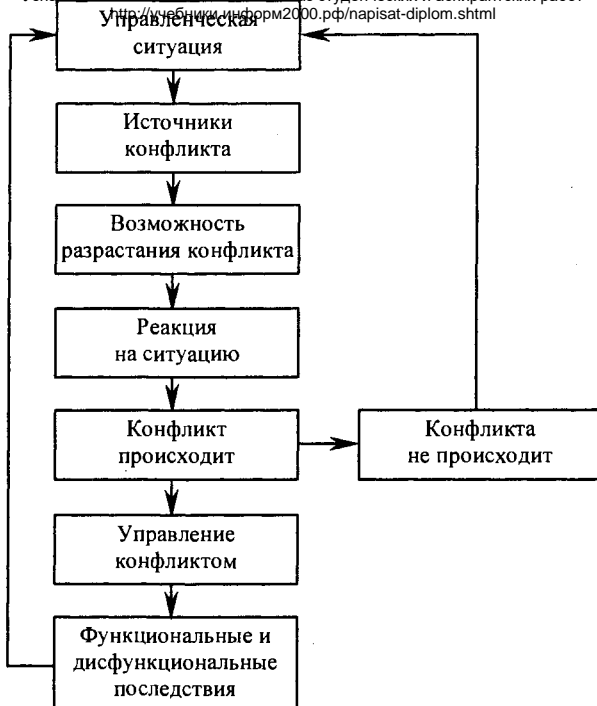 http://учебники.информ2000.рф/napisat-diplom.shtml
Управленческая
ситуация
Источники
конфликта
Возможность
разрастания конфликта
Реакция
на ситуацию
Конфликт
происходит
Конфликта
не происходит
Управление
конфликтом
Функциональные и
дисфункциональные
последствия